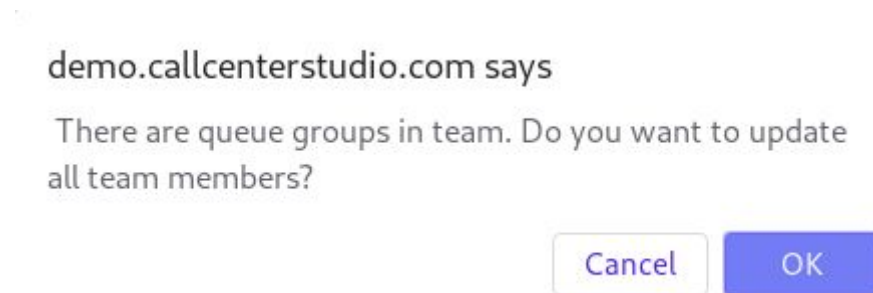 demo.callcenterstudio.com says
There are queue groups in team. Do you want to update
all team members?
Cancel OK